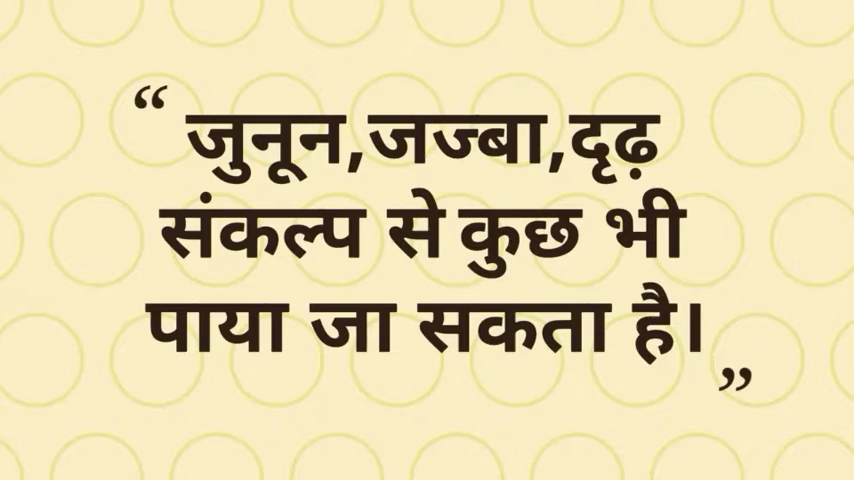 “ जुनून,जज्बा,दृढ़
संकल्प से कुछ भी
पाया जा सकता है। ”